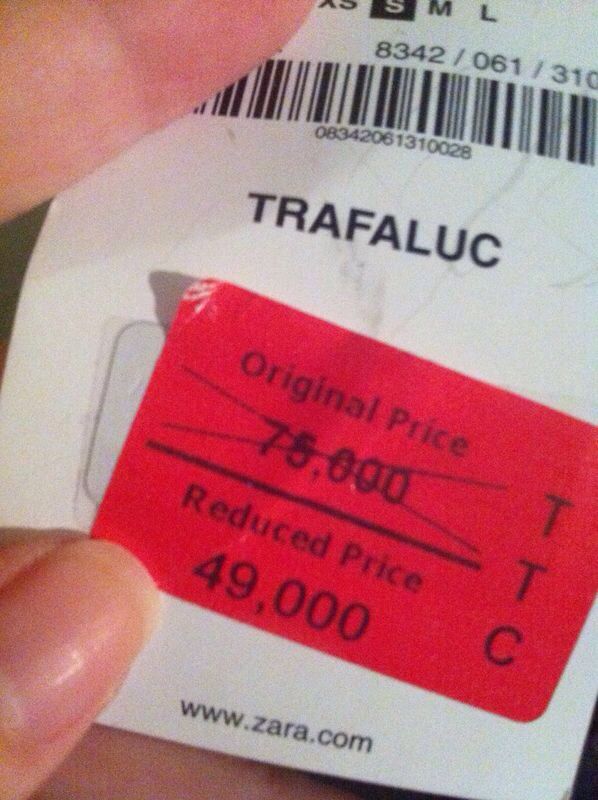 XS S M L
8342 / 061 / 310
08342061310028
TRAFALUC
Original Price
75,000
Reduced Price
49,000
T
T
C
www.zara.com